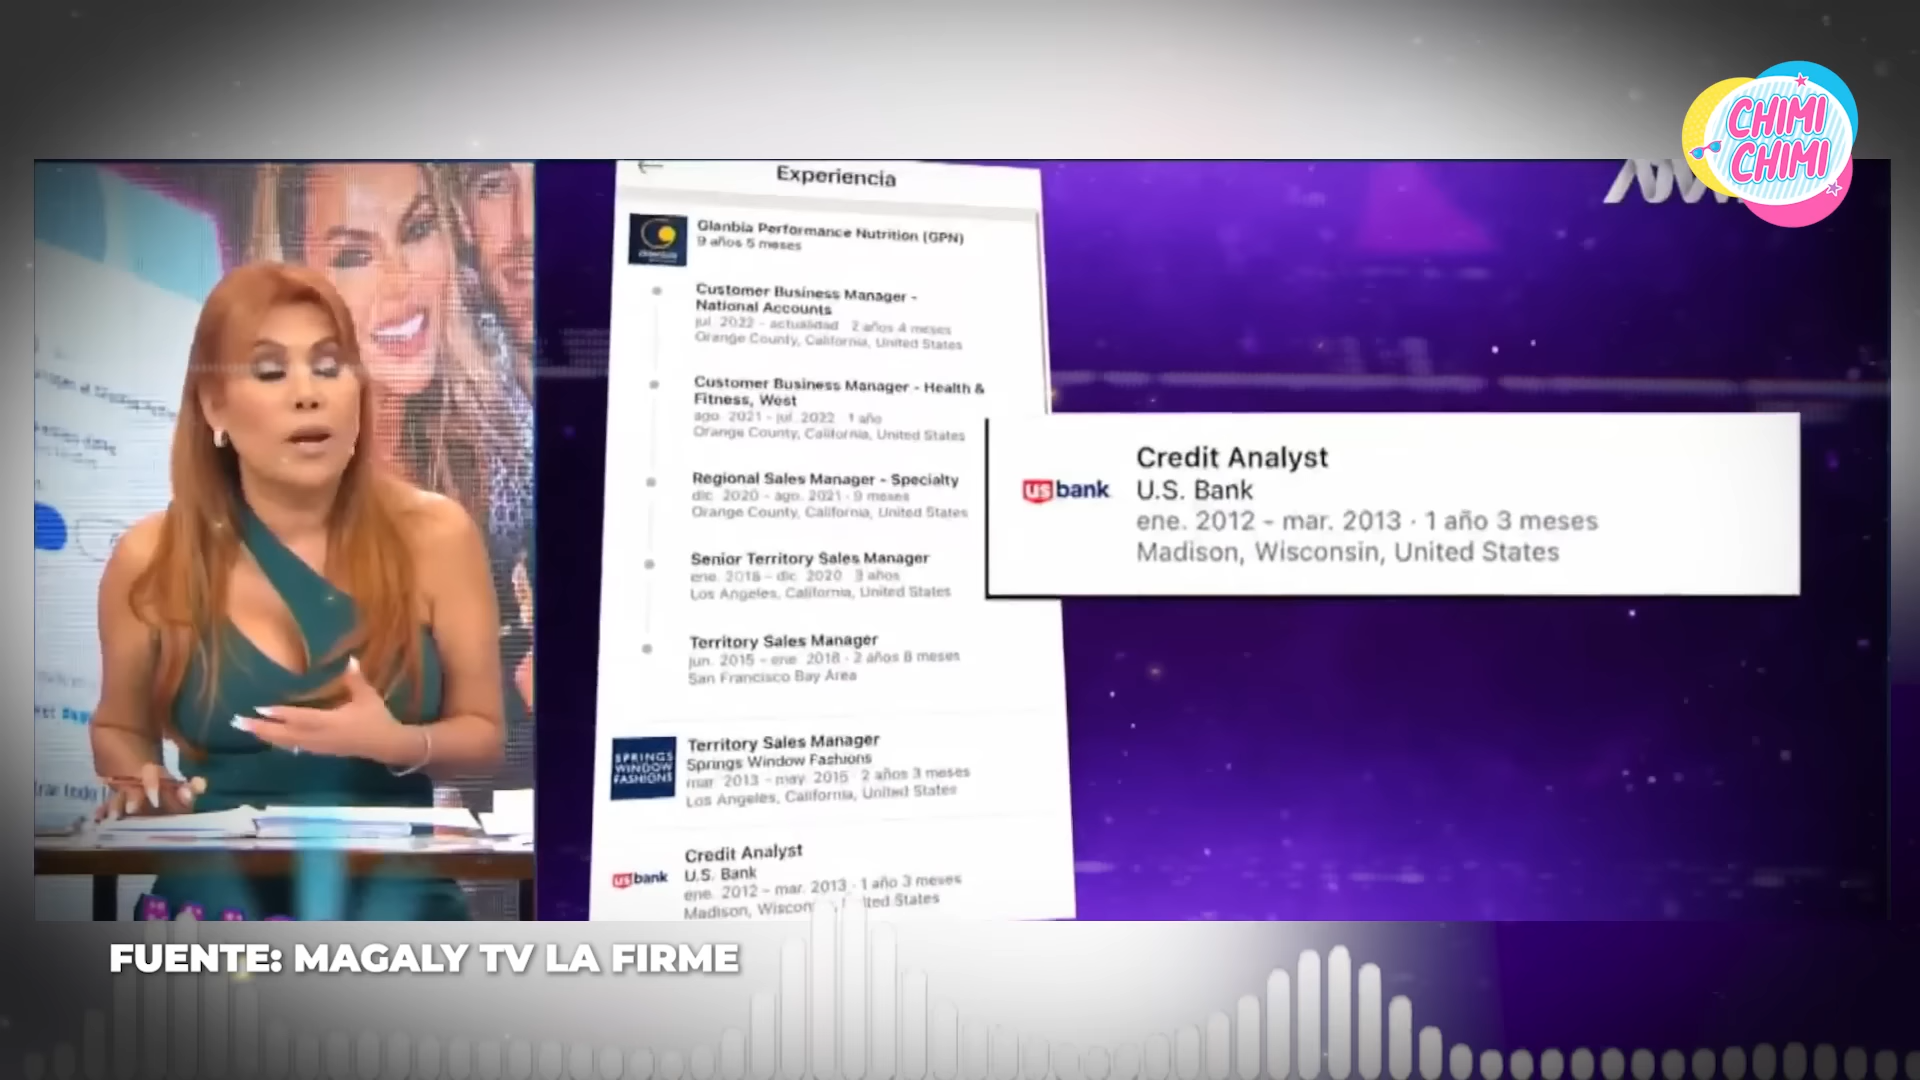 CHIMI
CHIMI
Experiencia
Glanbia Performance Nutrition (GPN)
9 años 5 meses
Customer Business Manager -
National Accounts
jul. 2022 - actualidad · 2 años 4 meses
Orange County, California, United States
Customer Business Manager - Health &
Fitness, West
ago. 2021 - jul. 2022 · 1 año
Orange County, California, United States
Regional Sales Manager - Specialty
dic. 2020 - ago. 2021 · 9 meses
Orange County, California, United States
Senior Territory Sales Manager
ene. 2018 - dic. 2020 · 3 años
Los Angeles, California, United States
Territory Sales Manager
jun. 2015 - ene. 2018 · 2 años 8 meses
San Francisco Bay Area
SPRINGS
WINDOW
FASHIONS
Territory Sales Manager
Springs Window Fashions
mar. 2013 - may. 2015 · 2 años 3 meses
Los Angeles, California, United States
us bank
Credit Analyst
U.S. Bank
ene. 2012 - mar. 2013 · 1 año 3 meses
Madison, States
us bank
Credit Analyst
U.S. Bank
ene. 2012 - mar. 2013 · 1 año 3 meses
Madison, Wisconsin, United States
FUENTE: MAGALY TV LA FIRME